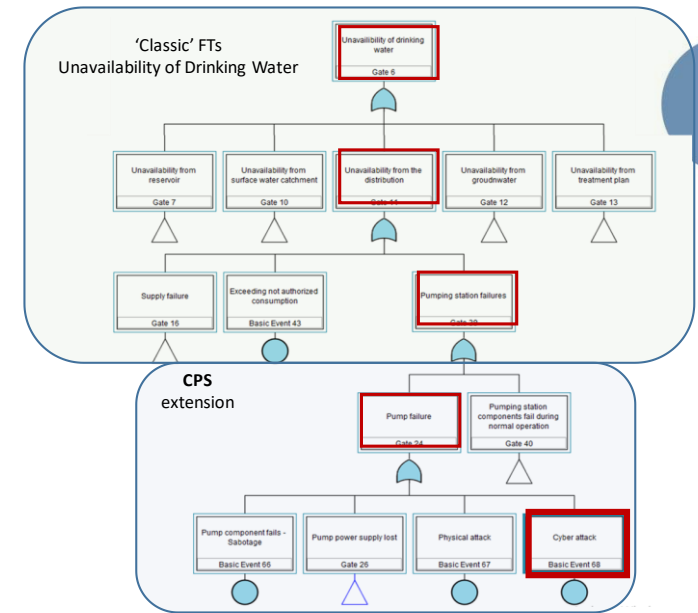 'Classic' FTs
Unavailability of Drinking Water
Unavailibility of drinking
water
Gate 6
Unavailability from
reservoir
Gate 7
Unavailability from
surface water catchment
Gate 10
Unavailability from the
distribution
Gate
Unavailability from
groudnwater
Gate 12
Unavailability from
treatment plan
Gate 13
Supply failure
Gate 16
Exceeding not authorized
consumption
Basic Event 43
Pumping station failures
Gate
CPS
extension
Pump failure
Gate 24
Pumping station
components fail during
normal operation
Gate 40
Pump component fails -
Sabotage
Basic Event 66
Pump power supply lost
Gate 26
Physical attack
Basic Event 67
Cyber attack
Basic Event 68